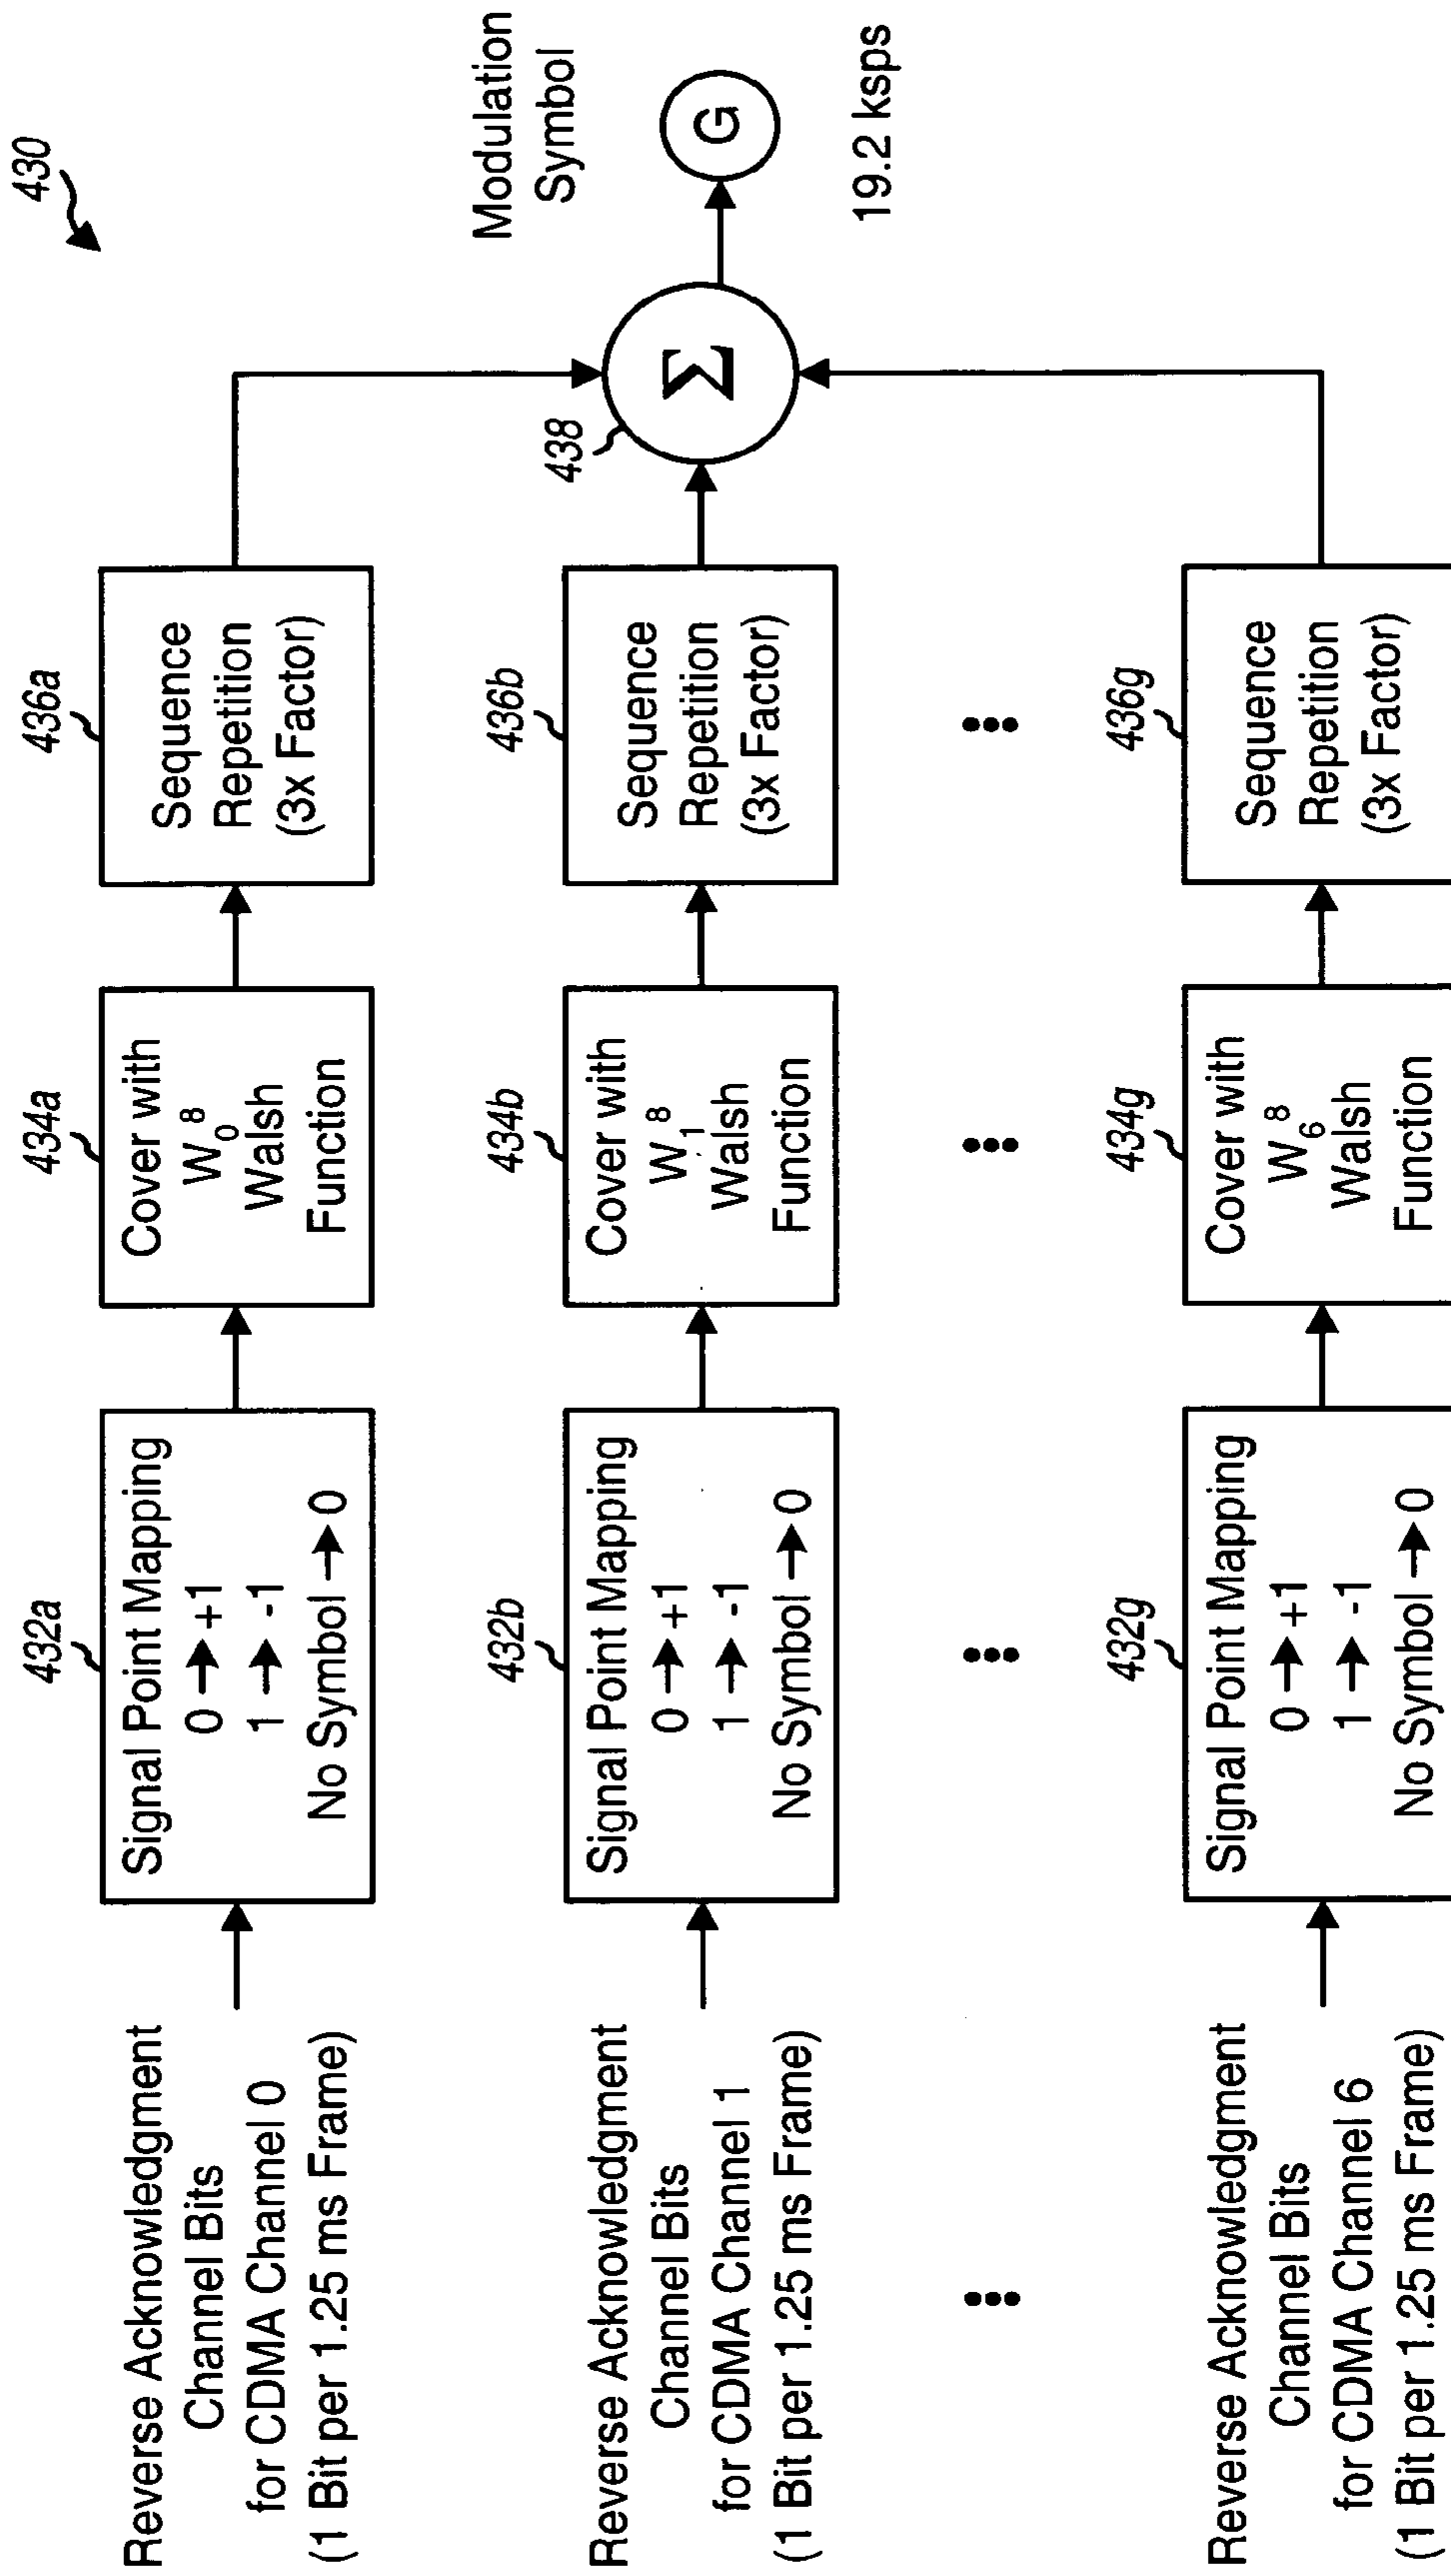 430
Reverse Acknowledgment
Channel Bits
for CDMA Channel 0
(1 Bit per 1.25 ms Frame)
432a
Signal Point Mapping
0 → +1
1 → -1
No Symbol → 0
434a
Cover with
W₀⁸
Walsh
Function
436a
Sequence
Repetition
(3x Factor)
Reverse Acknowledgment
Channel Bits
for CDMA Channel 1
(1 Bit per 1.25 ms Frame)
432b
Signal Point Mapping
0 → +1
1 → -1
No Symbol → 0
434b
Cover with
W₁⁸
Walsh
Function
436b
Sequence
Repetition
(3x Factor)
438
Σ
Modulation
Symbol
G
19.2 ksps
Reverse Acknowledgment
Channel Bits
for CDMA Channel 6
(1 Bit per 1.25 ms Frame)
432g
Signal Point Mapping
0 → +1
1 → -1
No Symbol → 0
434g
Cover with
W₆⁸
Walsh
Function
436g
Sequence
Repetition
(3x Factor)